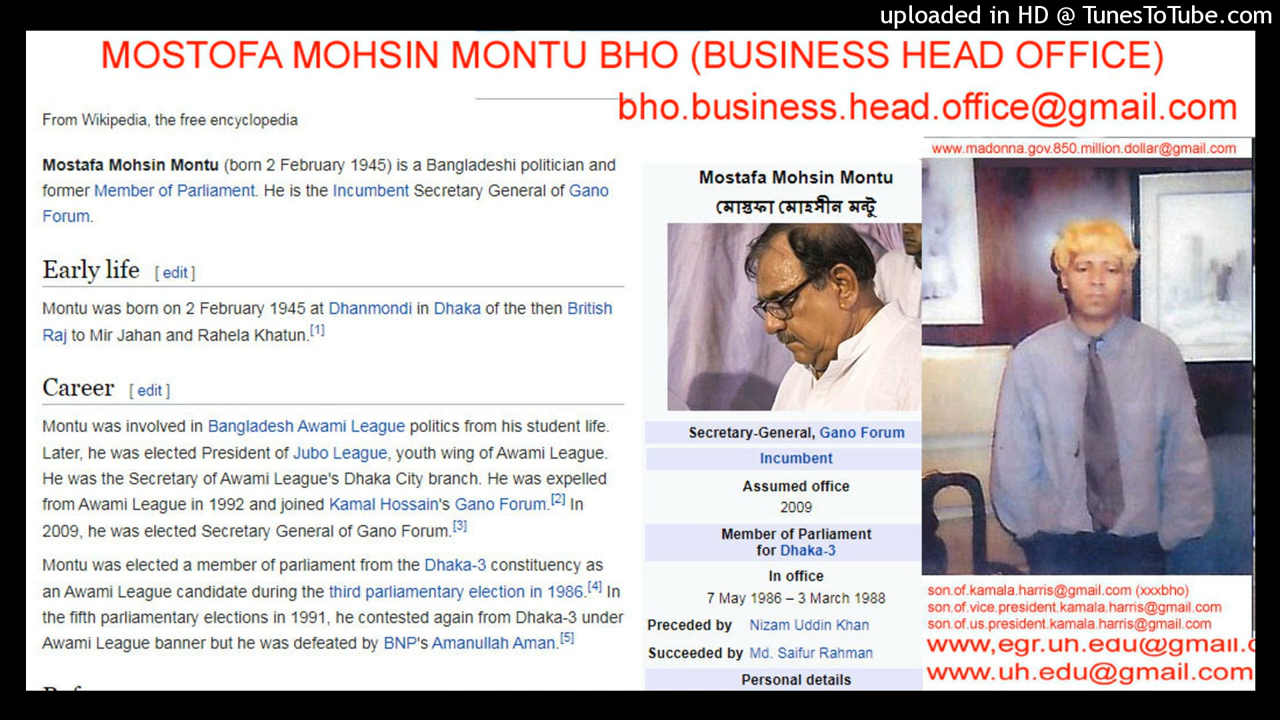 uploaded in HD @ TunesToTube.com
MOSTOFA MOHSIN MONTU BHO (BUSINESS HEAD OFFICE)
bho.business.head.office@gmail.com
From Wikipedia, the free encyclopedia
Mostafa Mohsin Montu (born 2 February 1945) is a Bangladeshi politician and
former Member of Parliament. He is the Incumbent Secretary General of Gano
Forum.
Early life [ edit ]
Montu was born on 2 February 1945 at Dhanmondi in Dhaka of the then British
Raj to Mir Jahan and Rahela Khatun.[1]
Career [ edit ]
Montu was involved in Bangladesh Awami League politics from his student life.
Later, he was elected President of Jubo League, youth wing of Awami League.
He was the Secretary of Awami League's Dhaka City branch. He was expelled
from Awami League in 1992 and joined Kamal Hossain's Gano Forum.[2] In
2009, he was elected Secretary General of Gano Forum.[3]
Montu was elected a member of parliament from the Dhaka-3 constituency as
an Awami League candidate during the third parliamentary election in 1986.[4] In
the fifth parliamentary elections in 1991, he contested again from Dhaka-3 under
Awami League banner but he was defeated by BNP's Amanullah Aman.[5]
Mostafa Mohsin Montu
মোস্তফা মোহসীন মন্টু
Secretary-General, Gano Forum
Incumbent
Assumed office
2009
Member of Parliament
for Dhaka-3
In office
7 May 1986 – 3 March 1988
Preceded by Nizam Uddin Khan
Succeeded by Md. Saifur Rahman
Personal details
www.madonna.gov.850.million.dollar@gmail.com
son.of.kamala.harris@gmail.com (xxxbho)
son.of.vice.president.kamala.harris@gmail.com
son.of.us.president.kamala.harris@gmail.com
www,egr.uh.edu@gmail.c
www.uh.edu@gmail.com